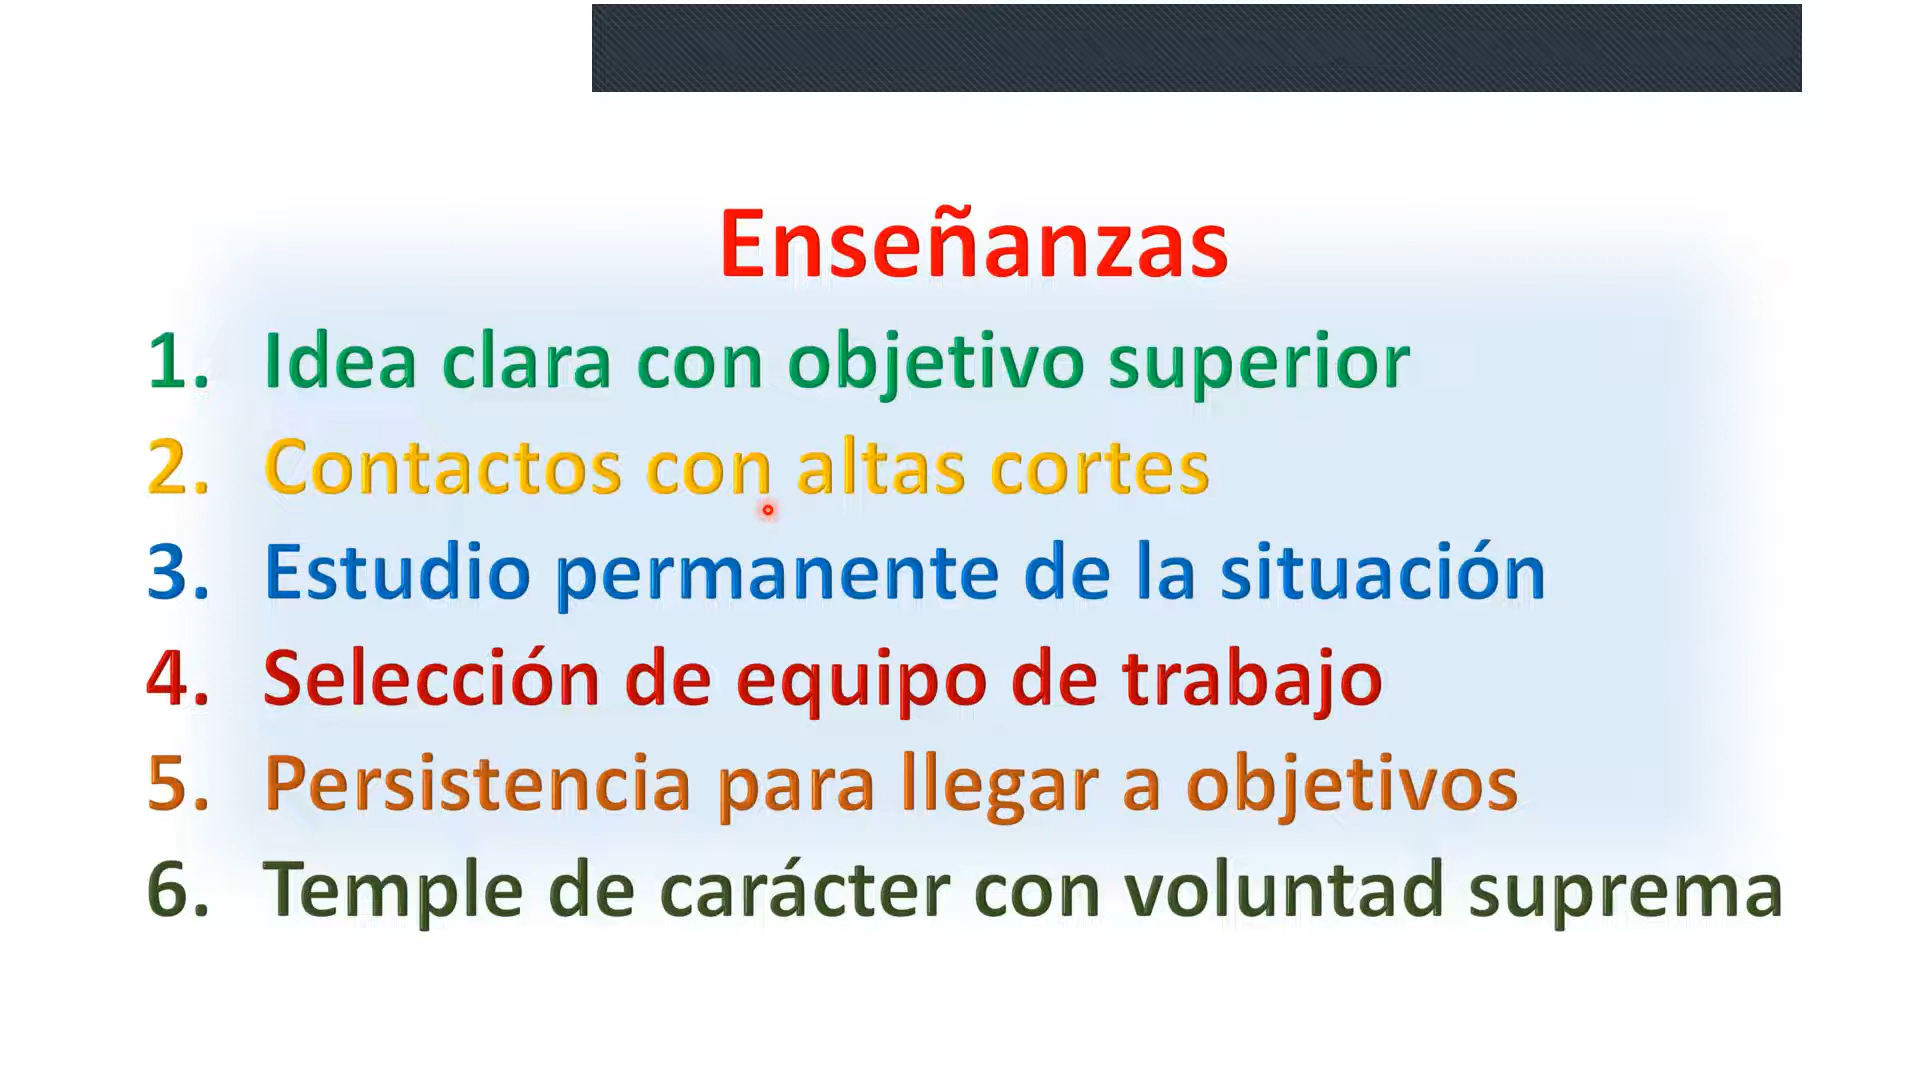 Enseñanzas
1. Idea clara con objetivo superior
2. Contactos con altas cortes
3. Estudio permanente de la situación
4. Selección de equipo de trabajo
5. Persistencia para llegar a objetivos
6. Temple de carácter con voluntad suprema